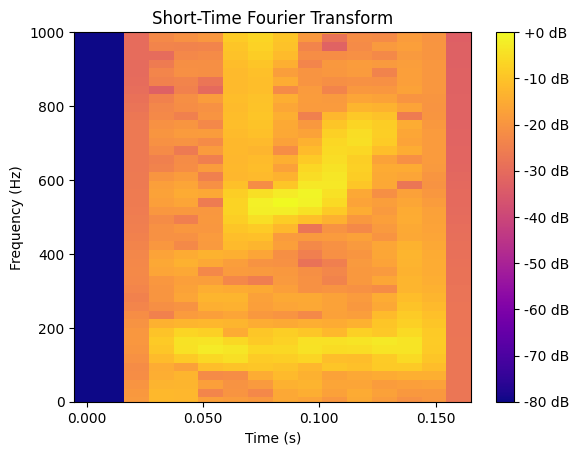 Short-Time Fourier Transform
Frequency (Hz)
1000
800
600
400
200
0
0.000
0.050
0.100
0.150
Time (s)
+0 dB
-10 dB
-20 dB
-30 dB
-40 dB
-50 dB
-60 dB
-70 dB
-80 dB